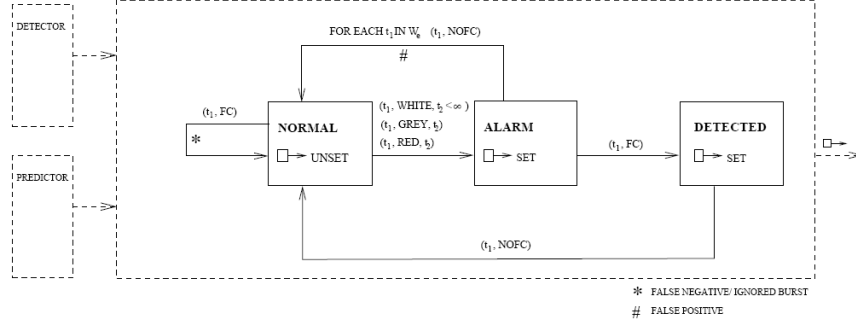 DETECTOR
FOR EACH t1 IN We (t1, NOFC)
#
(t1, FC)
*
NORMAL
UNSET
(t1, WHITE, t2 < ∞ )
(t1, GREY, t2)
(t1, RED, t2)
ALARM
SET
(t1, FC)
DETECTED
SET
PREDICTOR
(t1, NOFC)
* FALSE NEGATIVE/ IGNORED BURST
# FALSE POSITIVE